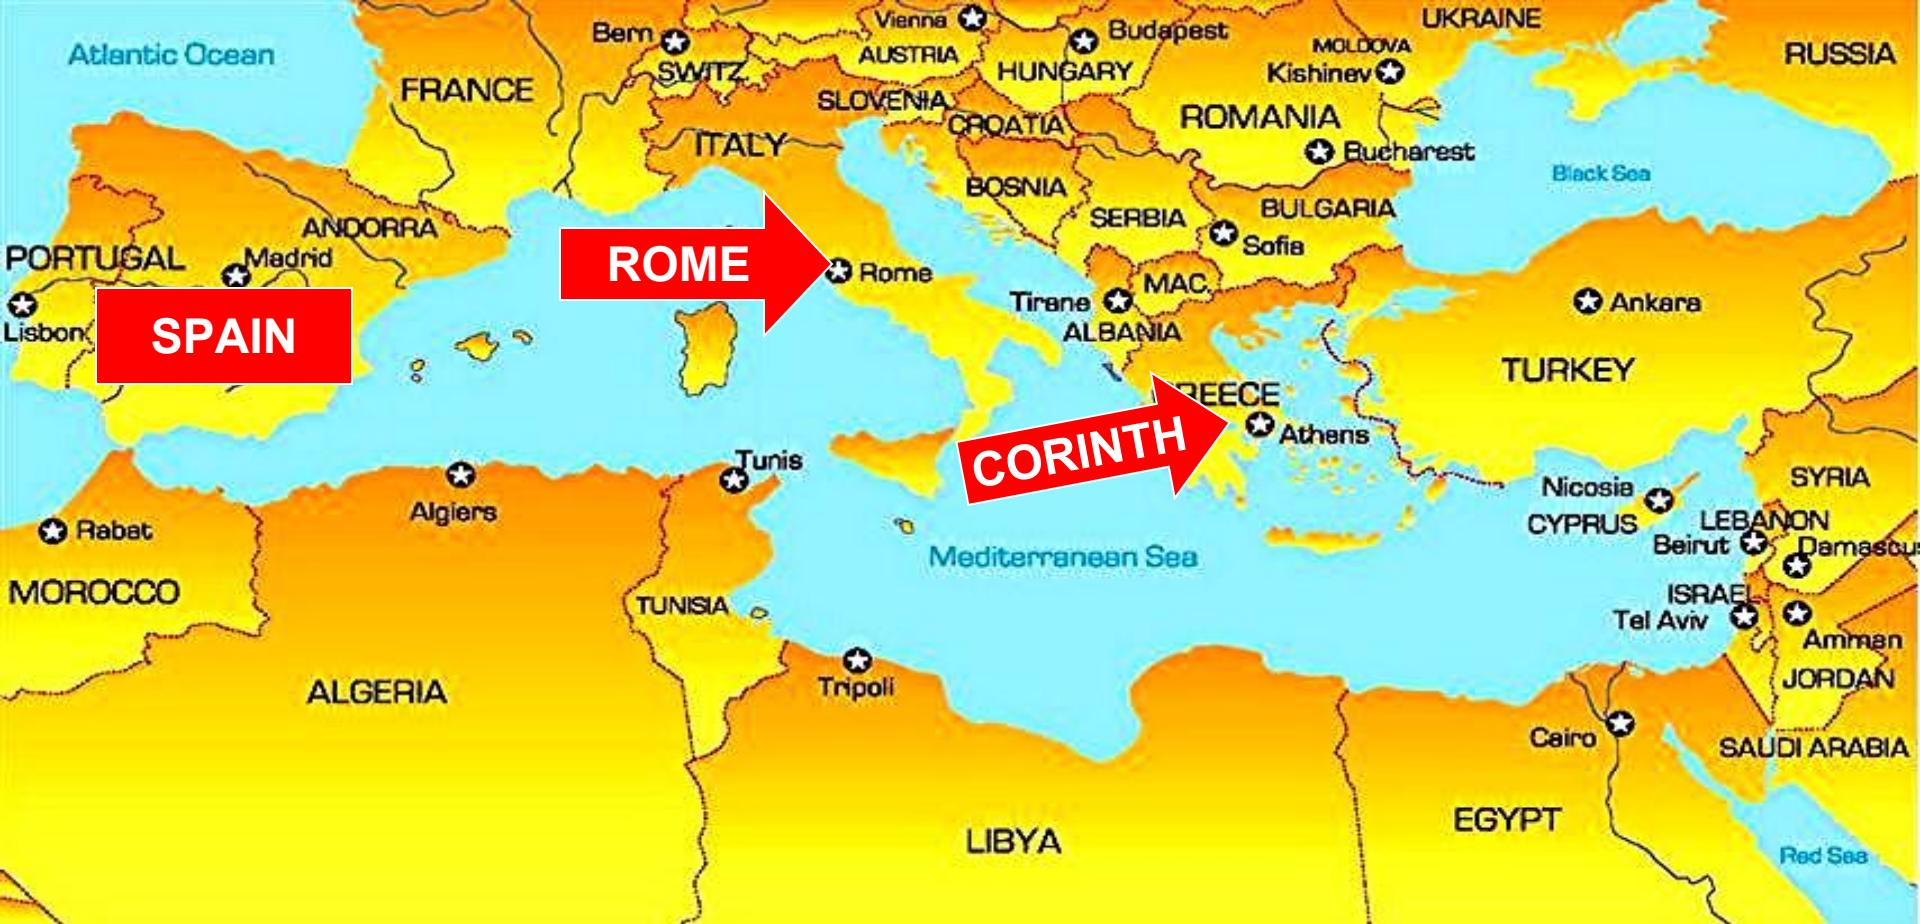 Atlantic Ocean
FRANCE
Bern
SWITZ.
Vienna
AUSTRIA
Budapest
HUNGARY
SLOVENIA
CROATIA
ITALY
MOLDOVA
Kishinev
UKRAINE
RUSSIA
ROMANIA
Bucharest
Black Sea
BOSNIA
SERBIA
BULGARIA
Sofia
ANDORRA
PORTUGAL
Madrid
Lisbon
SPAIN
ROME
Rome
MAC.
Tirane
ALBANIA
REECE
CORINTH
Athens
Ankara
TURKEY
Tunis
Algiers
Rabat
MOROCCO
Mediterranean Sea
Nicosia
CYPRUS
SYRIA
LEBANON
Beirut
Damascus
ISRAEL
Tel Aviv
Amman
JORDAN
TUNISIA
Tripoli
ALGERIA
LIBYA
Cairo
EGYPT
SAUDI ARABIA
Red Sea